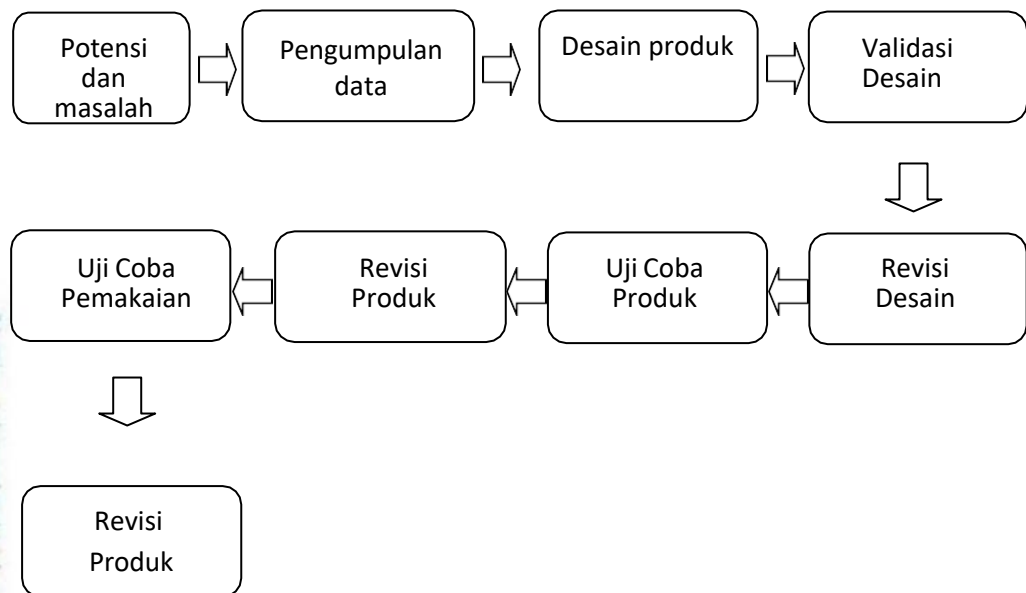 Potensi
dan
masalah
Pengumpulan
data
Desain produk
Validasi
Desain
Revisi
Desain
Uji Coba
Produk
Revisi
Produk
Uji Coba
Pemakaian
Revisi
Produk